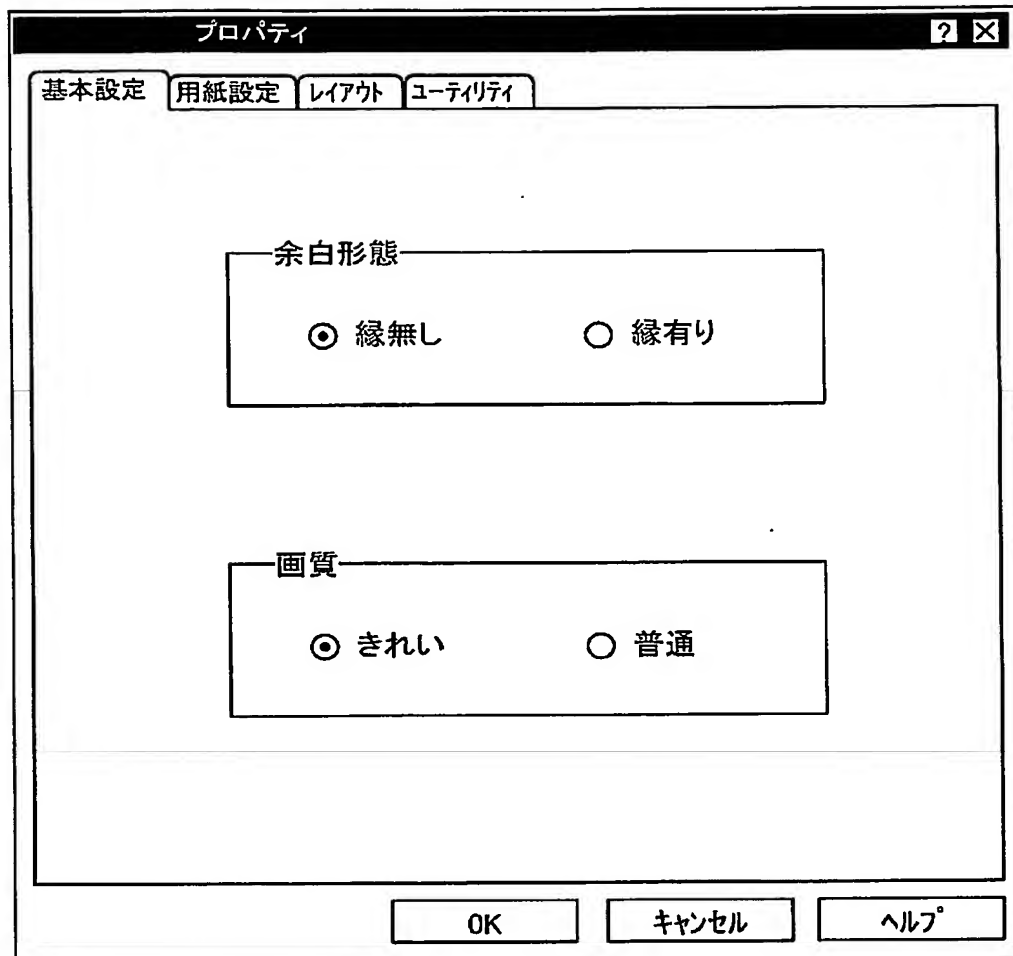 プロパティ ? ×
基本設定 用紙設定 レイアウト ユーティリティ
余白形態
縁無し 縁有り
画質
きれい 普通
OK キャンセル ヘルプ